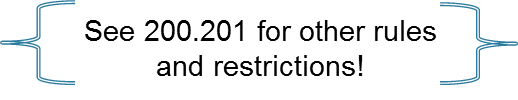 See 200.201 for other rules
and restrictions!